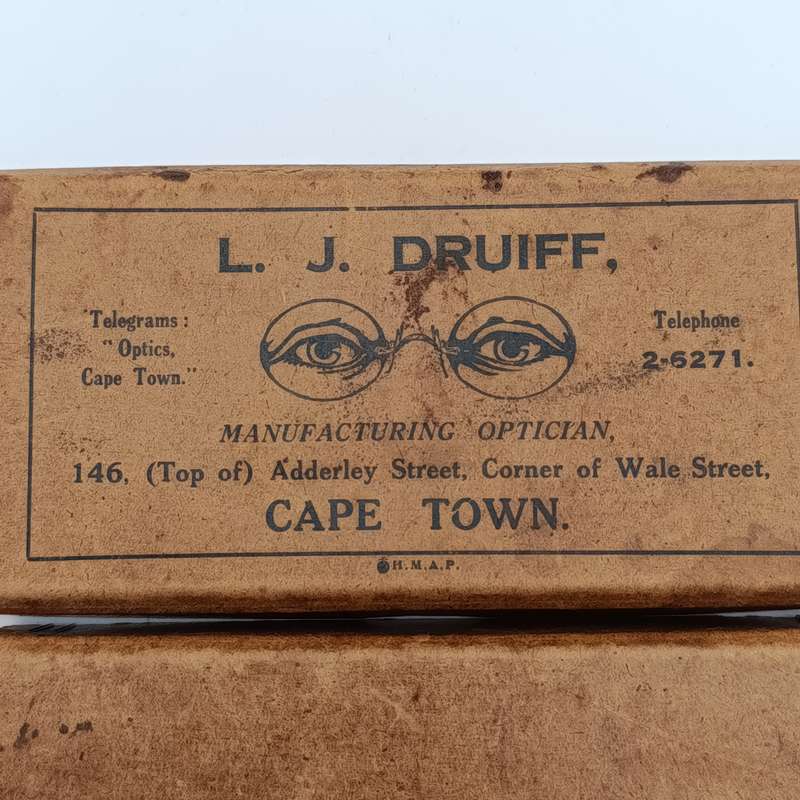 L. J. DRUIFF,
Telegrams:
"Optics,
Cape Town."
Telephone
2-6271.
MANUFACTURING OPTICIAN,
146, (Top of) Adderley Street, Corner of Wale Street,
CAPE TOWN.
H.M.A.P.